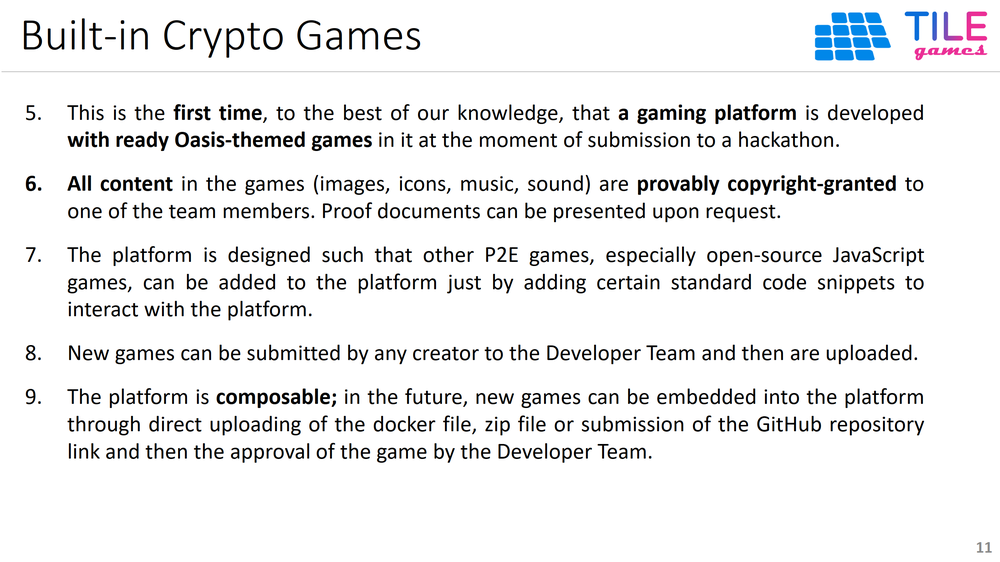 Built-in Crypto Games
TILE
games
5. This is the first time, to the best of our knowledge, that a gaming platform is developed
with ready Oasis-themed games in it at the moment of submission to a hackathon.
6. All content in the games (images, icons, music, sound) are provably copyright-granted to
one of the team members. Proof documents can be presented upon request.
7. The platform is designed such that other P2E games, especially open-source JavaScript
games, can be added to the platform just by adding certain standard code snippets to
interact with the platform.
8. New games can be submitted by any creator to the Developer Team and then are uploaded.
9. The platform is composable; in the future, new games can be embedded into the platform
through direct uploading of the docker file, zip file or submission of the GitHub repository
link and then the approval of the game by the Developer Team.
11